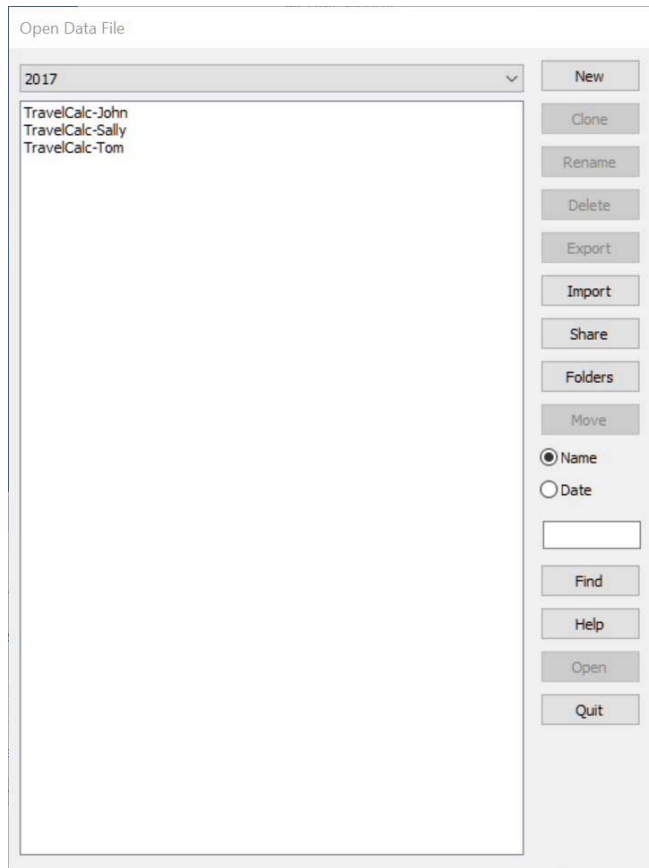 Open Data File
2017
TravelCalc-John
TravelCalc-Sally
TravelCalc-Tom
New
Clone
Rename
Delete
Export
Import
Share
Folders
Move
Name
Date
Find
Help
Open
Quit